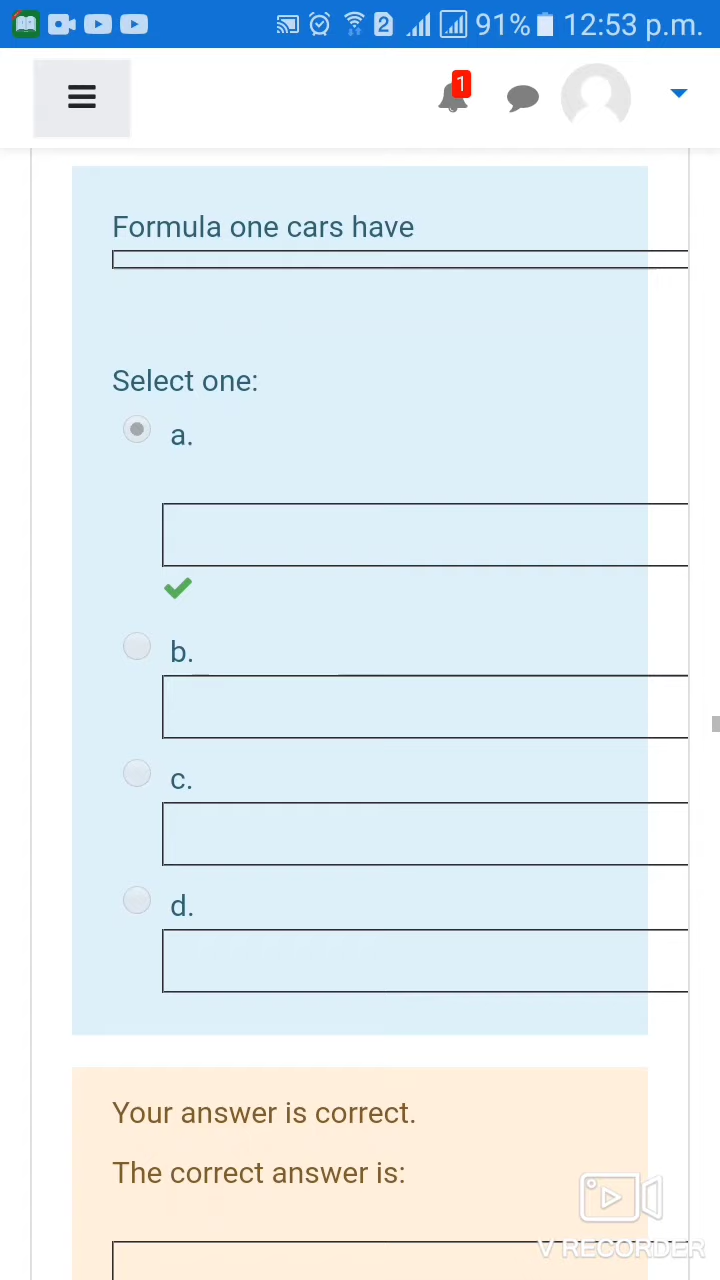 2 91% 12:53 p.m.
1
Formula one cars have
Select one:
a.
b.
c.
d.
Your answer is correct.
The correct answer is:
V RECORDER